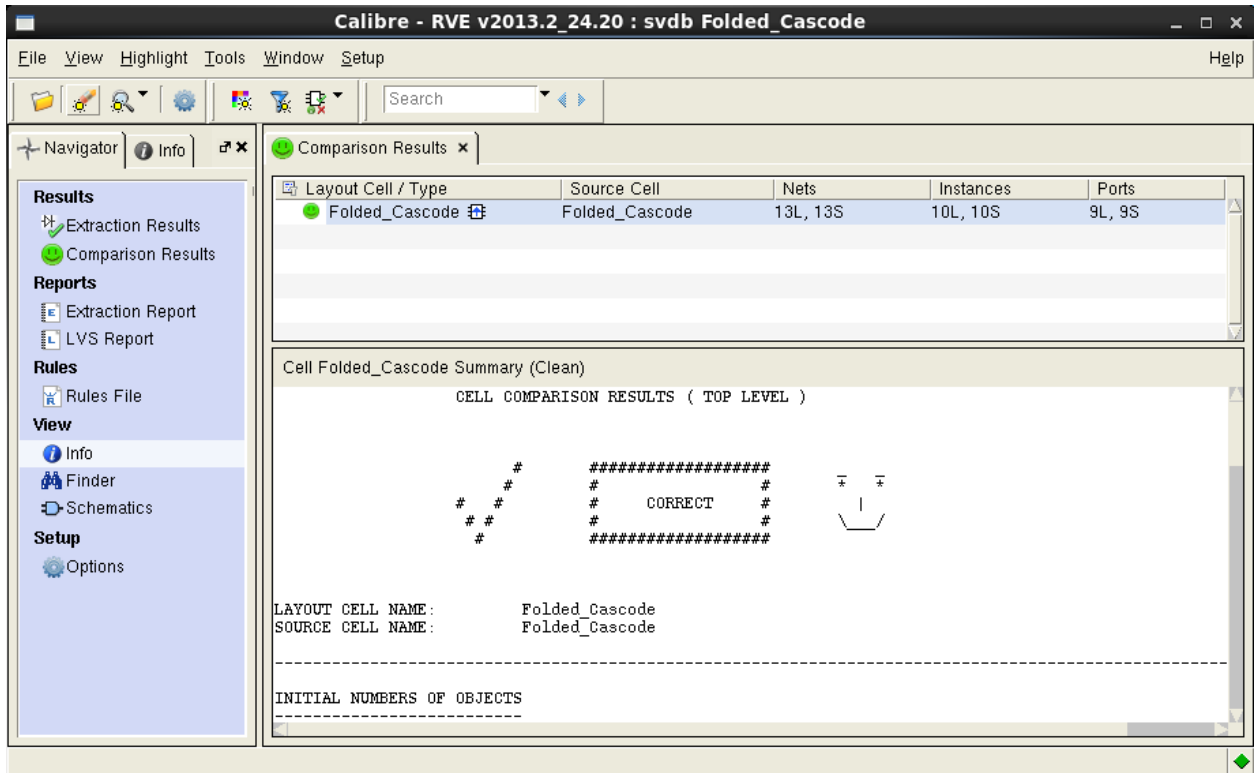 Calibre - RVE v2013.2_24.20 : svdb Folded_Cascode
File View Highlight Tools Window Setup Help
Search
Navigator Info
Comparison Results
Results
Extraction Results
Comparison Results
Reports
Extraction Report
LVS Report
Rules
Rules File
View
Info
Finder
Schematics
Setup
Options
Layout Cell / Type Source Cell Nets Instances Ports
Folded_Cascode Folded_Cascode 13L, 13S 10L, 10S 9L, 9S
Cell Folded_Cascode Summary (Clean)
CELL COMPARISON RESULTS ( TOP LEVEL )
# ################### _ _
# # # * *
# # # CORRECT # |
# # # # \___/
# ###################
LAYOUT CELL NAME: Folded_Cascode
SOURCE CELL NAME: Folded_Cascode
--------------------------------------------------------------------------------
INITIAL NUMBERS OF OBJECTS
--------------------------